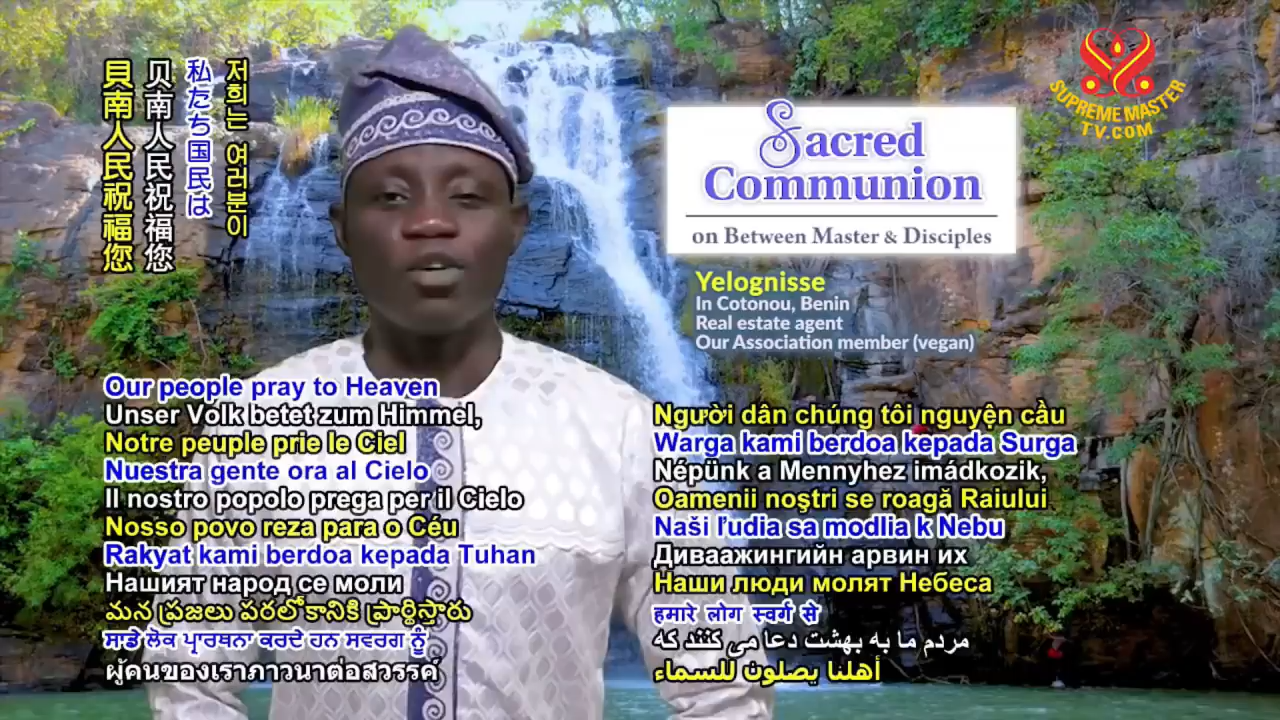 貝南人民祝福您
贝南人民祝福您
私たち国民は
저희는 여러분이
SUPREME MASTER
TV.COM
Sacred
Communion
on Between Master & Disciples
Yelognisse
In Cotonou, Benin
Real estate agent
Our Association member (vegan)
Our people pray to Heaven
Unser Volk betet zum Himmel,
Notre peuple prie le Ciel
Nuestra gente ora al Cielo
Il nostro popolo prega per il Cielo
Nosso povo reza para o Céu
Rakyat kami berdoa kepada Tuhan
Нашият народ се моли
మన ప్రజలు పరలోకానికి ప్రార్థిస్తారు
ਸਾਡੇ ਲੋਕ ਪ੍ਰਾਰਥਨਾ ਕਰਦੇ ਹਨ ਸਵਰਗ ਨੂੰ
ผู้คนของเราภาวนาต่อสวรรค์
Người dân chúng tôi nguyện cầu
Warga kami berdoa kepada Surga
Népünk a Mennyhez imádkozik,
Oamenii noştri se roagă Raiului
Naši ľudia sa modlia k Nebu
Диваажингийн арвин их
Наши люди молят Небеса
हमारे लोग स्वर्ग से
مردم ما به بهشت دعا می کنند که
أهلنا يصلون للسماء